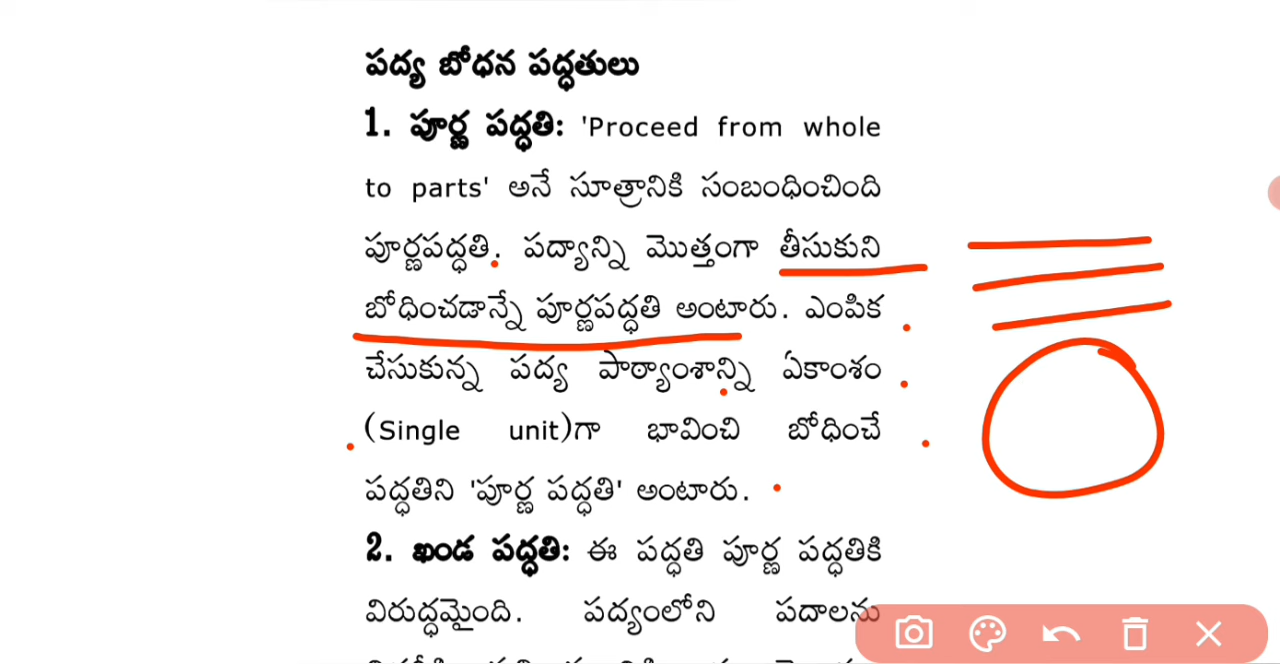 పద్య బోధన పద్ధతులు
1. పూర్ణ పద్ధతి: 'Proceed from whole
to parts' అనే సూత్రానికి సంబంధించింది
పూర్ణపద్ధతి. పద్యాన్ని మొత్తంగా తీసుకుని
బోధించడాన్నే పూర్ణపద్ధతి అంటారు. ఎంపిక
చేసుకున్న పద్య పాఠ్యాంశాన్ని ఏకాంశం
(Single unit)గా భావించి బోధించే
పద్ధతిని 'పూర్ణ పద్ధతి' అంటారు.
2. ఖండ పద్ధతి: ఈ పద్ధతి పూర్ణ పద్ధతికి
విరుద్ధమైంది. పద్యంలోని పదాలను